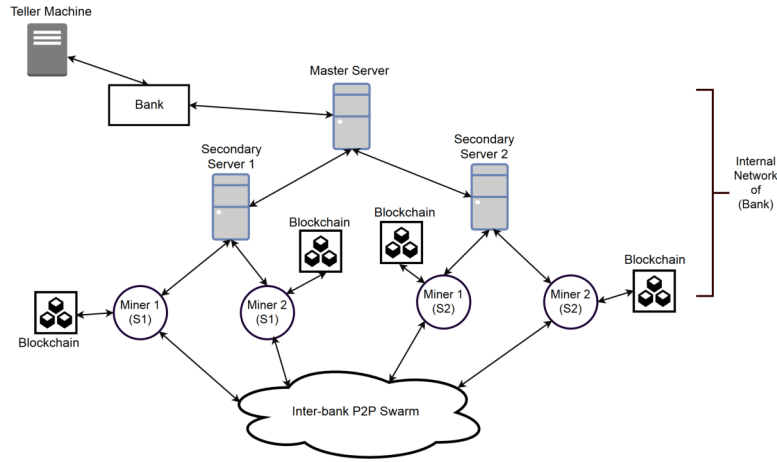 Teller Machine
Master Server
Bank
Secondary
Server 1
Secondary
Server 2
Internal
Network
of
(Bank)
Blockchain
Blockchain
Blockchain
Miner 1
(S1)
Miner 2
(S1)
Miner 1
(S2)
Miner 2
(S2)
Blockchain
Inter-bank P2P Swarm